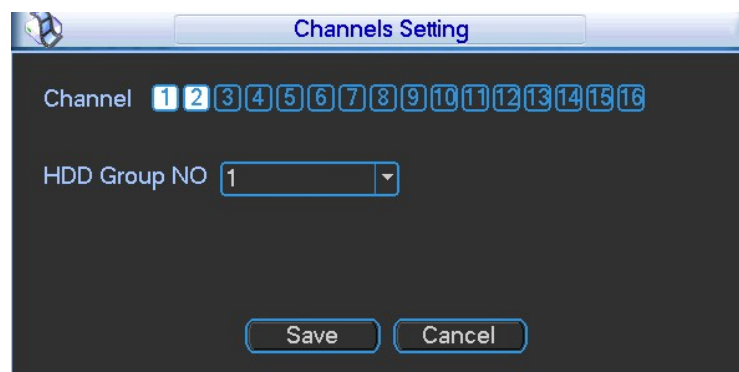 Channels Setting
Channel 1 2 3 4 5 6 7 8 9 10 11 12 13 14 15 16
HDD Group NO 1
Save Cancel